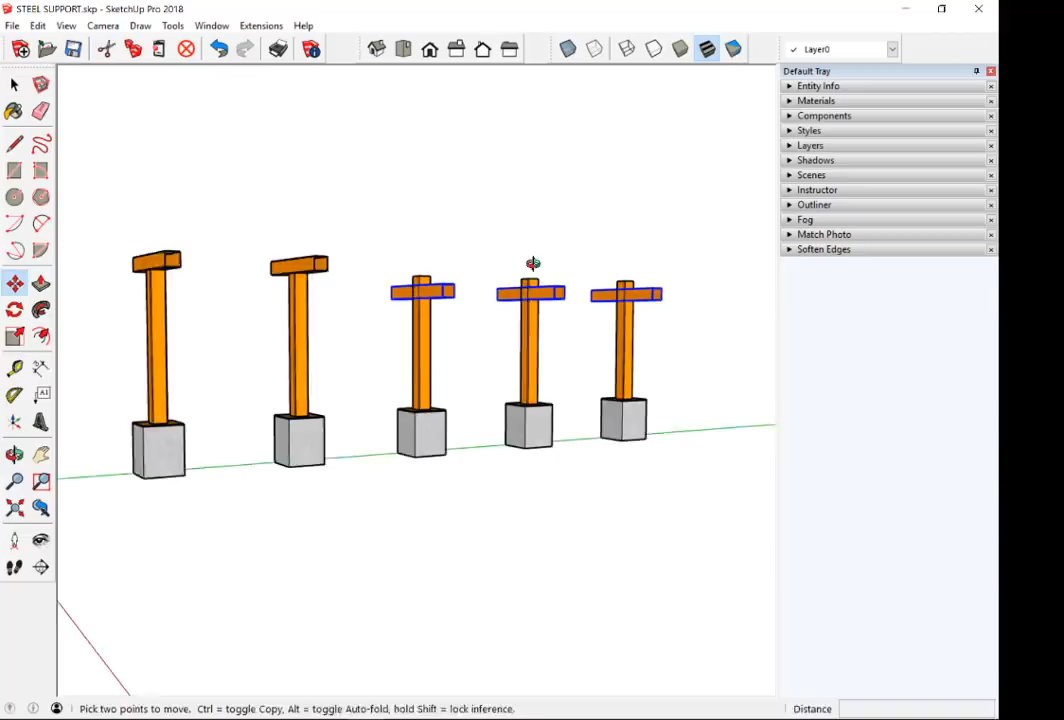 STEEL SUPPORT.skp - SketchUp Pro 2018
File Edit View Camera Draw Tools Window Extensions Help
Layer0
Default Tray
Entity Info
Materials
Components
Styles
Layers
Shadows
Scenes
Instructor
Outliner
Fog
Match Photo
Soften Edges
A1
Pick two points to move. Ctrl = toggle Copy, Alt = toggle Auto-fold, hold Shift = lock inference.
Distance